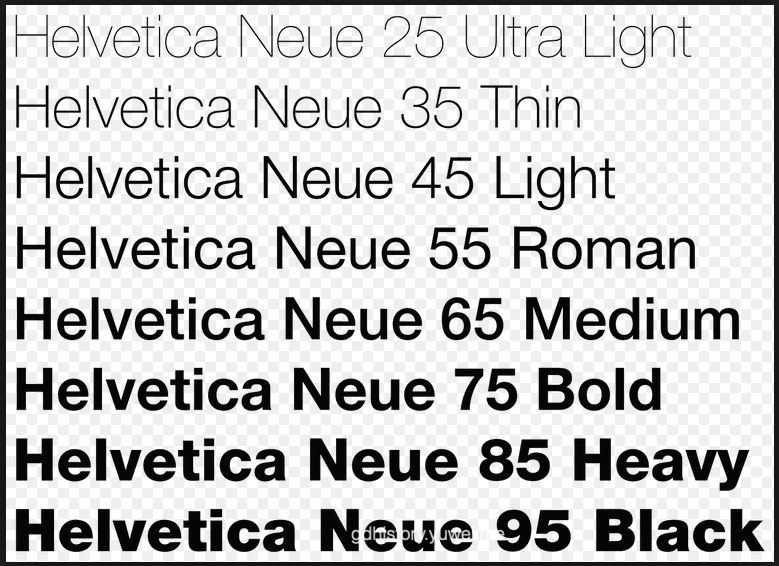 Helvetica Neue 25 Ultra Light
Helvetica Neue 35 Thin
Helvetica Neue 45 Light
Helvetica Neue 55 Roman
Helvetica Neue 65 Medium
Helvetica Neue 75 Bold
Helvetica Neue 85 Heavy
Helvetica Neue 95 Black